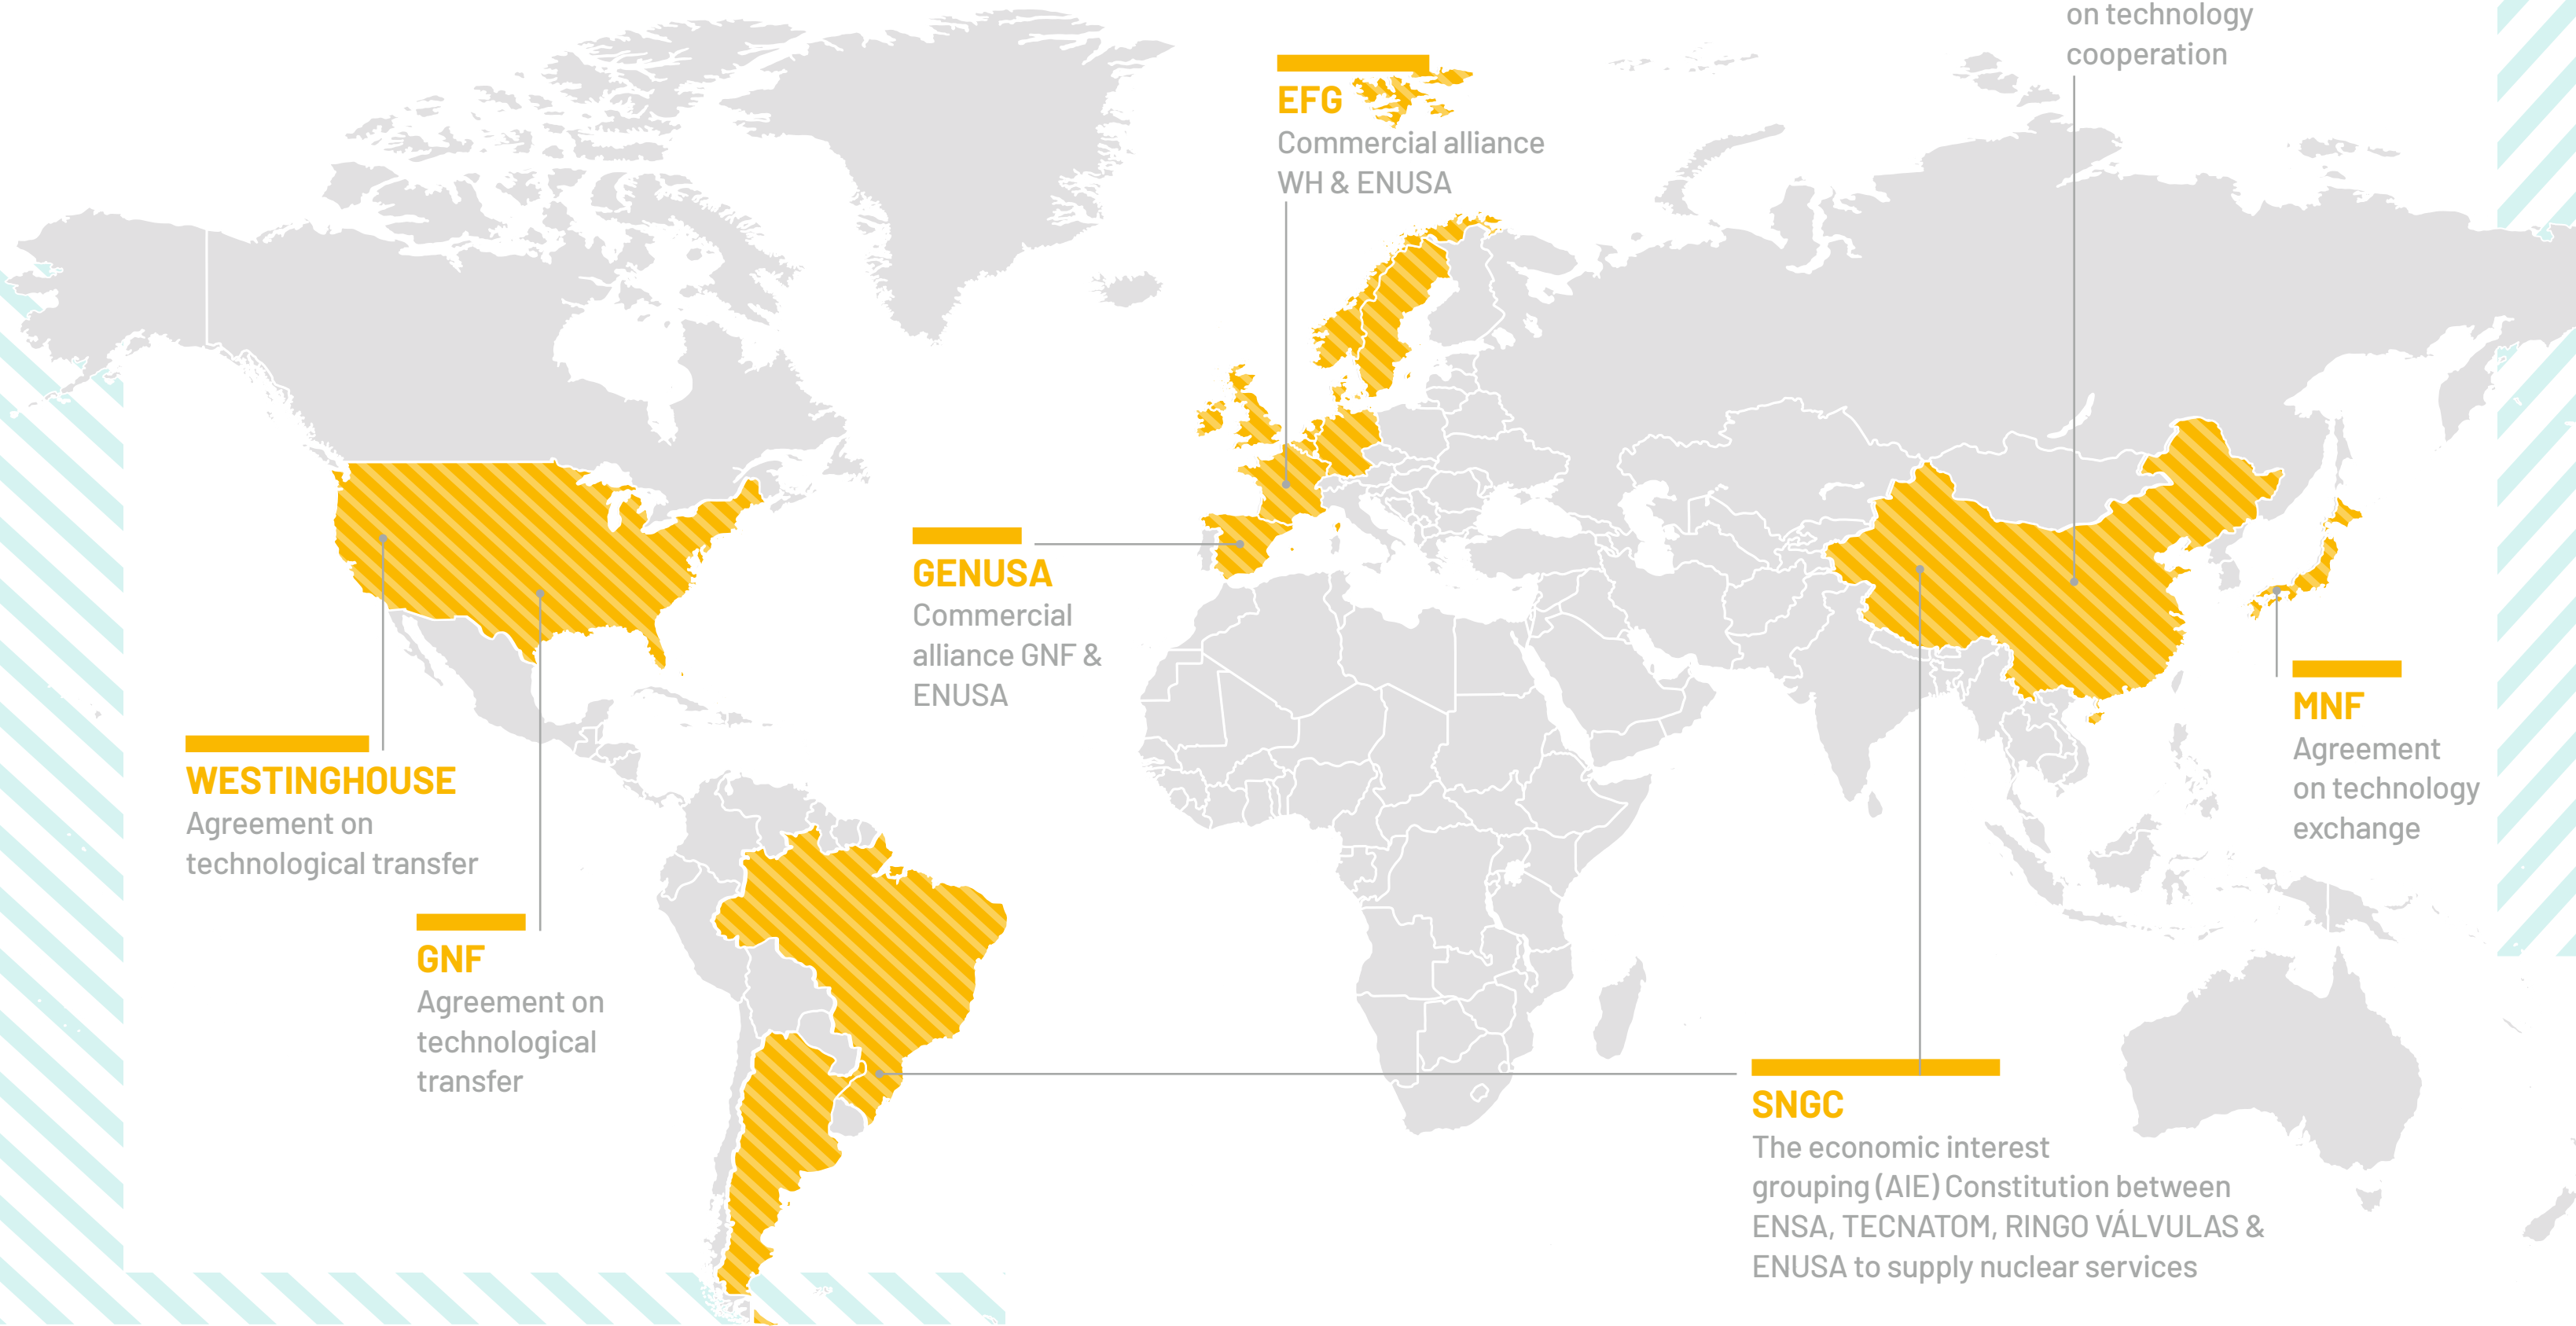 on technology
cooperation
EFG
Commercial alliance
WH & ENUSA
GENUSA
Commercial
alliance GNF &
ENUSA
WESTINGHOUSE
Agreement on
technological transfer
GNF
Agreement on
technological
transfer
MNF
Agreement
on technology
exchange
SNGC
The economic interest
grouping (AIE) Constitution between
ENSA, TECNATOM, RINGO VÁLVULAS &
ENUSA to supply nuclear services